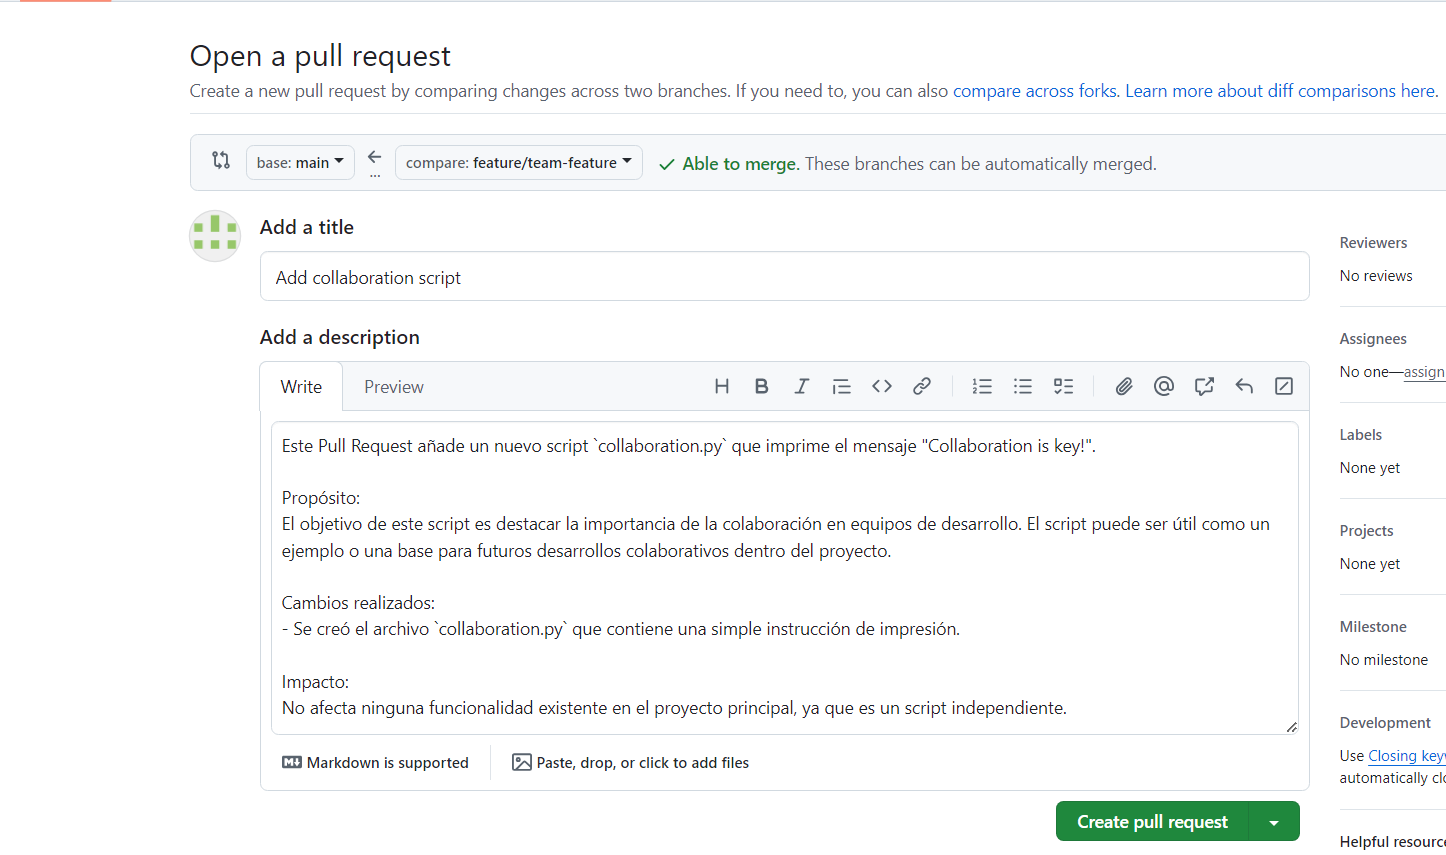 Open a pull request
Create a new pull request by comparing changes across two branches. If you need to, you can also compare across forks. Learn more about diff comparisons here.
base: main
compare: feature/team-feature
Able to merge. These branches can be automatically merged.
Add a title
Add collaboration script
Add a description
Write
Preview
Este Pull Request añade un nuevo script `collaboration.py` que imprime el mensaje "Collaboration is key!".
Propósito:
El objetivo de este script es destacar la importancia de la colaboración en equipos de desarrollo. El script puede ser útil como un
ejemplo o una base para futuros desarrollos colaborativos dentro del proyecto.
Cambios realizados:
- Se creó el archivo `collaboration.py` que contiene una simple instrucción de impresión.
Impacto:
No afecta ninguna funcionalidad existente en el proyecto principal, ya que es un script independiente.
Markdown is supported
Paste, drop, or click to add files
Create pull request
Reviewers
No reviews
Assignees
No one—assign
Labels
None yet
Projects
None yet
Milestone
No milestone
Development
Use Closing
automatically
Helpful